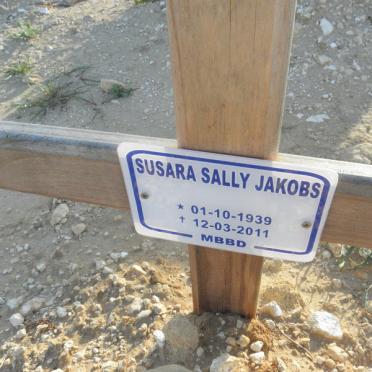 SUSARA SALLY JAKOBS
* 01-10-1939
† 12-03-2011
MBBD